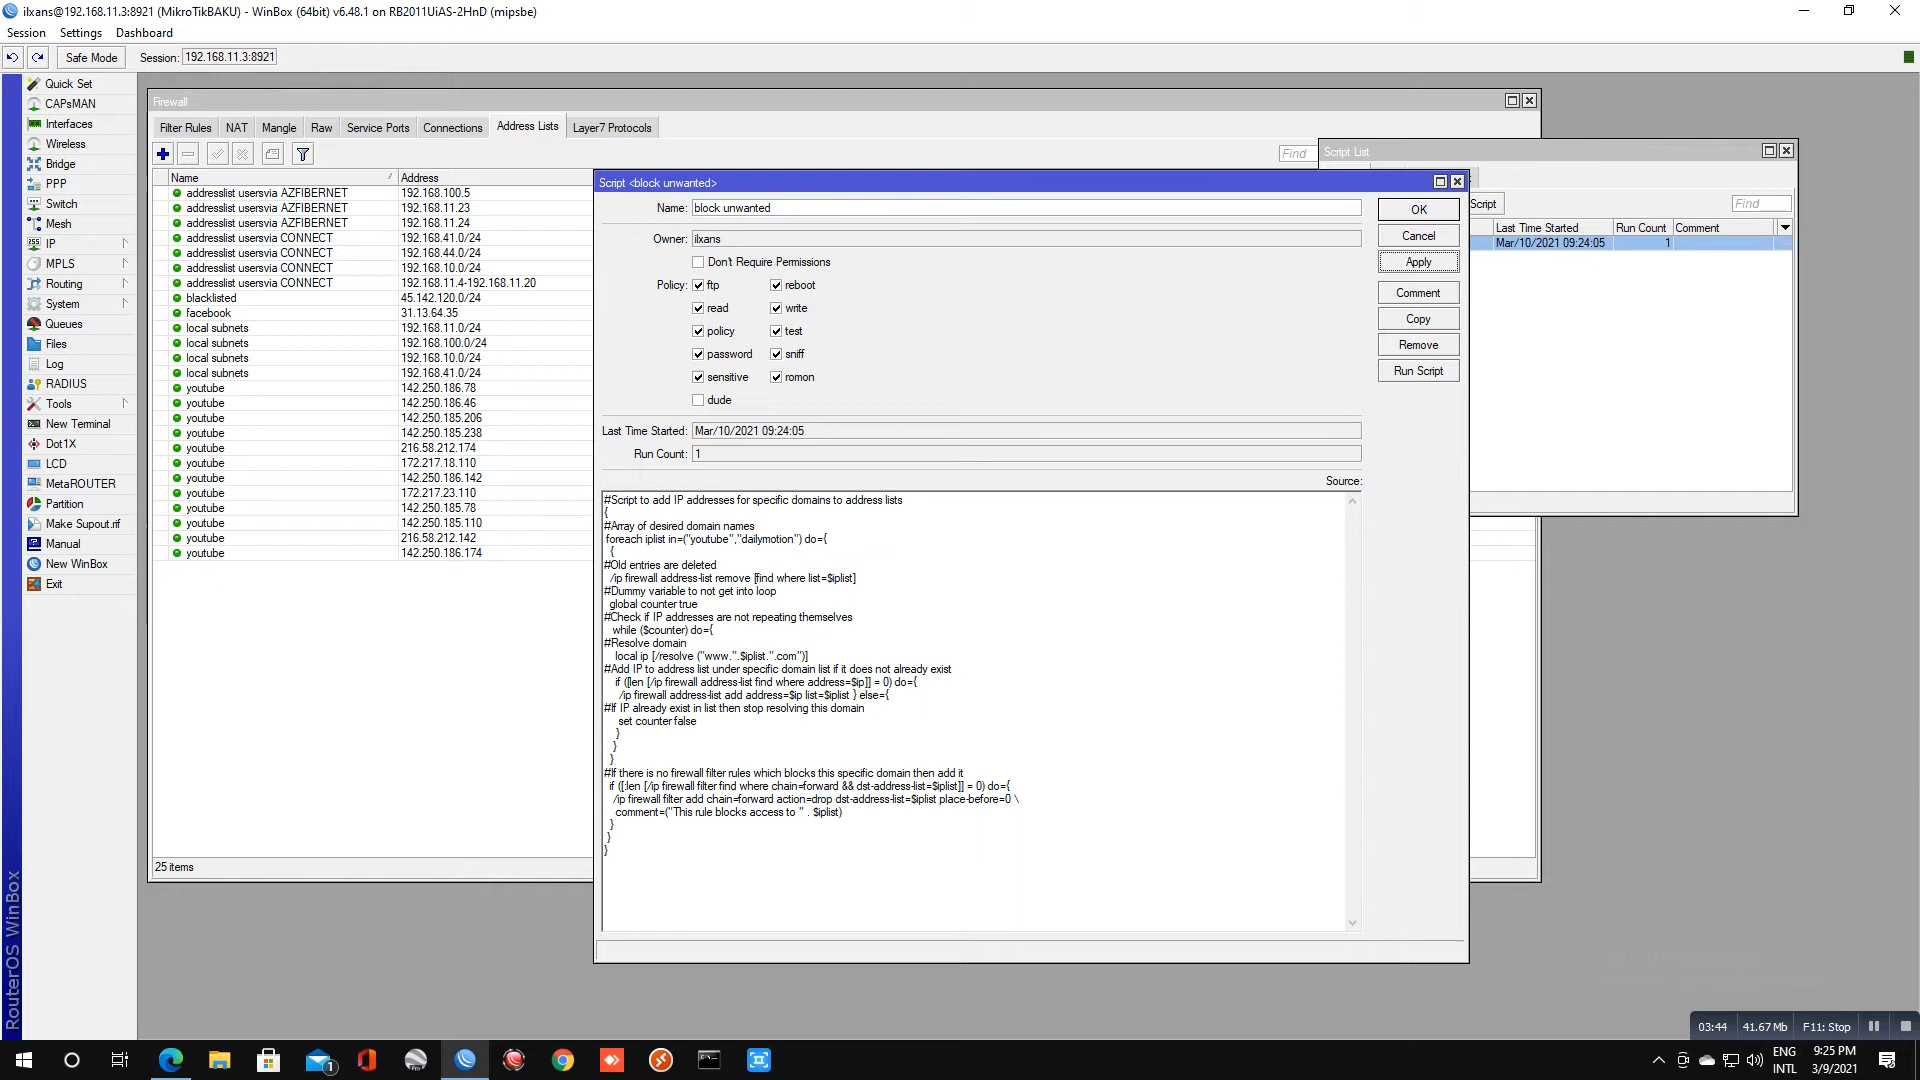 ilxans@192.168.11.3:8921 (MikroTikBAKU) - WinBox (64bit) v6.48.1 on RB2011UiAS-2HnD (mipsbe)
Session Settings Dashboard
Safe Mode Session: 192.168.11.3:8921
Quick Set
CAPsMAN
Interfaces
Wireless
Bridge
PPP
Switch
Mesh
IP
MPLS
Routing
System
Queues
Files
Log
RADIUS
Tools
New Terminal
Dot1X
LCD
MetaROUTER
Partition
Make Supout.rif
Manual
New WinBox
Exit
RouterOS WinBox
Firewall
Filter Rules NAT Mangle Raw Service Ports Connections Address Lists Layer7 Protocols
Find
Name Address
addresslist usersvia AZFIBERNET 192.168.100.5
addresslist usersvia AZFIBERNET 192.168.11.23
addresslist usersvia AZFIBERNET 192.168.11.24
addresslist usersvia CONNECT 192.168.41.0/24
addresslist usersvia CONNECT 192.168.44.0/24
addresslist usersvia CONNECT 192.168.10.0/24
addresslist usersvia CONNECT 192.168.11.4-192.168.11.20
blacklisted 45.142.120.0/24
facebook 31.13.64.35
local subnets 192.168.11.0/24
local subnets 192.168.100.0/24
local subnets 192.168.10.0/24
local subnets 192.168.41.0/24
youtube 142.250.186.78
youtube 142.250.186.46
youtube 142.250.185.206
youtube 142.250.185.238
youtube 216.58.212.174
youtube 172.217.18.110
youtube 142.250.186.142
youtube 172.217.23.110
youtube 142.250.185.78
youtube 142.250.185.110
youtube 216.58.212.142
youtube 142.250.186.174
25 items
Script List
Script
Find
Last Time Started Run Count Comment
Mar/10/2021 09:24:05 1
Script <block unwanted>
Name: block unwanted
Owner: ilxans
Don't Require Permissions
Policy: ftp reboot
read write
policy test
password sniff
sensitive romon
dude
Last Time Started: Mar/10/2021 09:24:05
Run Count: 1
Source:
#Script to add IP addresses for specific domains to address lists
{
#Array of desired domain names
foreach iplist in=("youtube","dailymotion") do={
{
#Old entries are deleted
/ip firewall address-list remove [find where list=$iplist]
#Dummy variable to not get into loop
global counter true
#Check if IP addresses are not repeating themselves
while ($counter) do={
#Resolve domain
local ip [/resolve ("www.".$iplist.".com")]
#Add IP to address list under specific domain list if it does not already exist
if ([len [/ip firewall address-list find where address=$ip]] = 0) do={
/ip firewall address-list add address=$ip list=$iplist } else={
#If IP already exist in list then stop resolving this domain
set counter false
}
}
}
#If there is no firewall filter rules which blocks this specific domain then add it
if ([:len [/ip firewall filter find where chain=forward && dst-address-list=$iplist]] = 0) do={
/ip firewall filter add chain=forward action=drop dst-address-list=$iplist place-before=0 \
comment=("This rule blocks access to " . $iplist)
}
}
}
OK
Cancel
Apply
Comment
Copy
Remove
Run Script
03:44 41.67 Mb F11: Stop
1
ENG
INTL
9:25 PM
3/9/2021